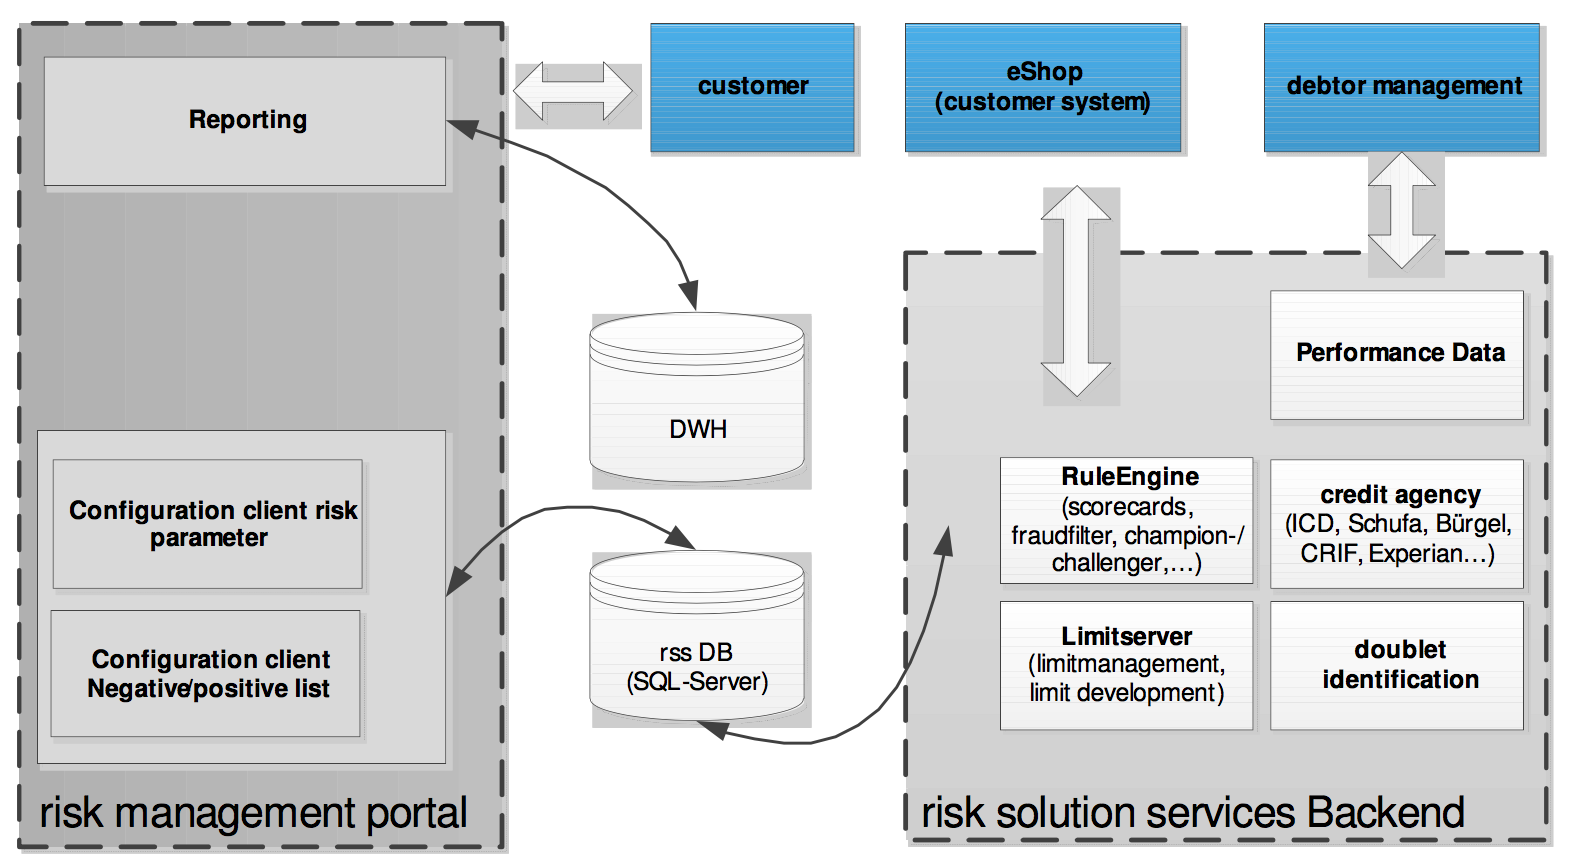 Reporting
customer
eShop
(customer system)
debtor management
DWH
Performance Data
Configuration client risk
parameter
Configuration client
Negative/positive list
rss DB
(SQL-Server)
RuleEngine
(scorecards,
fraudfilter, champion-/
challenger,...)
credit agency
(ICD, Schufa, Bürgel,
CRIF, Experian...)
Limitserver
(limitmanagement,
limit development)
doublet
identification
risk management portal
risk solution services Backend